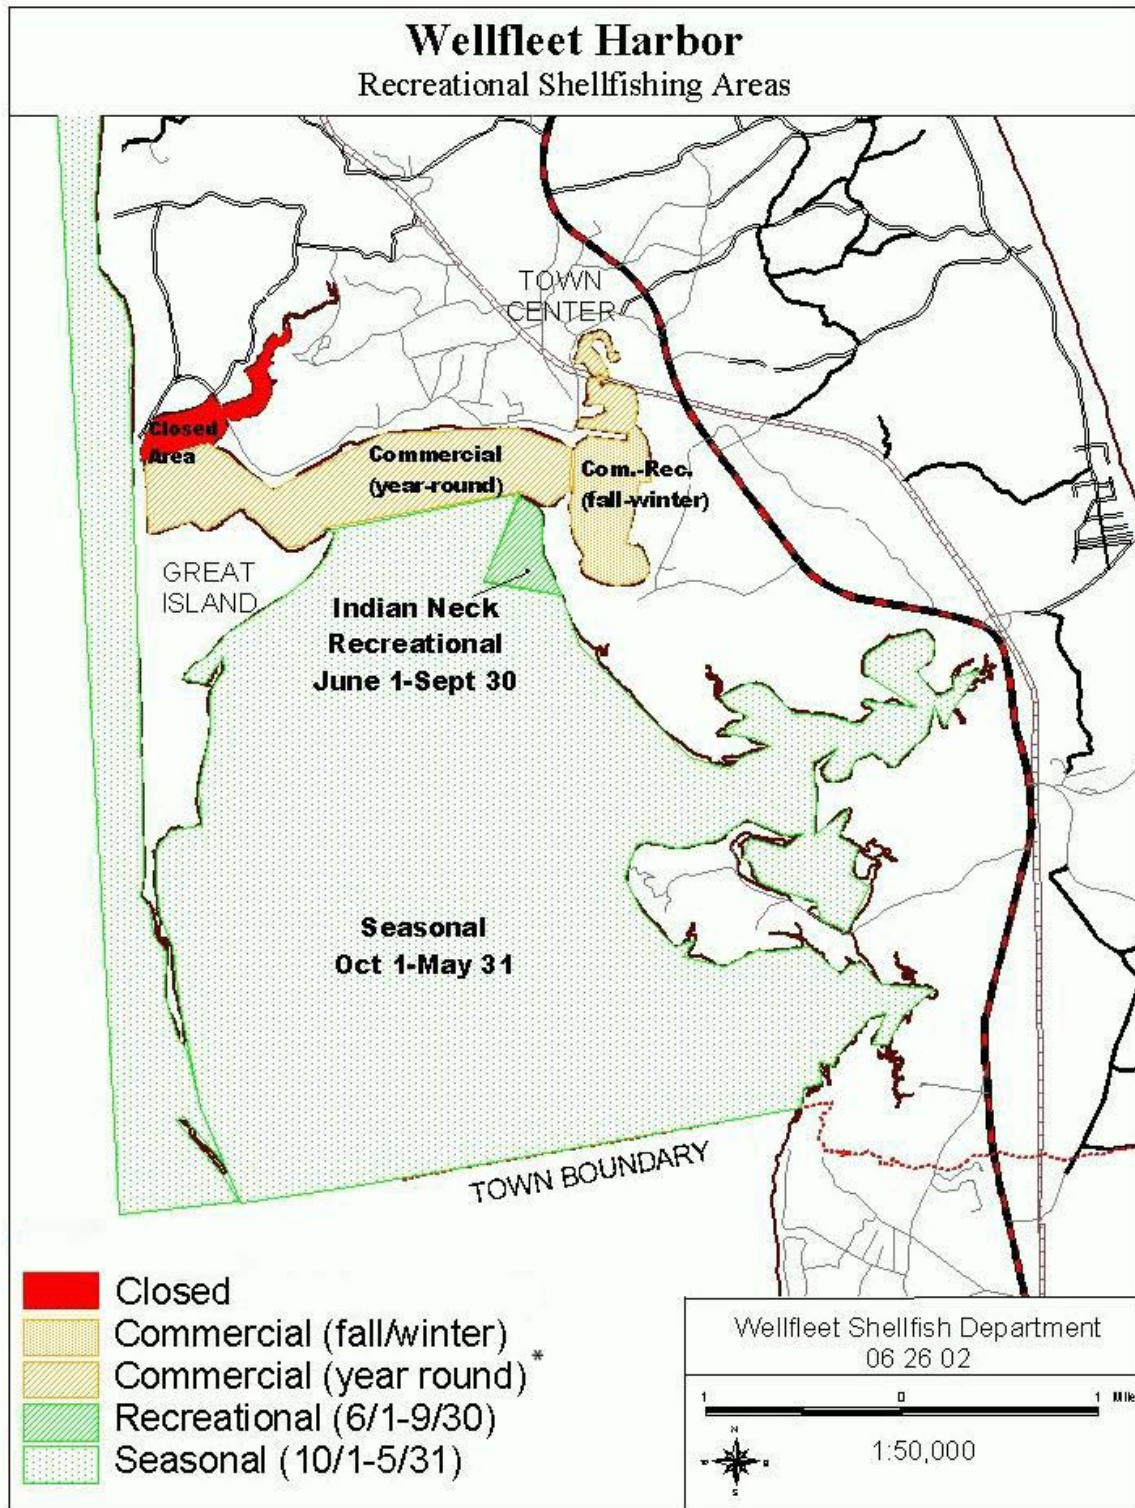 Wellfleet Harbor
Recreational Shellfishing Areas
TOWN
CENTER
Closed
Area
Commercial
(year-round)
Com.-Rec.
(fall-winter)
GREAT
ISLAND
Indian Neck
Recreational
June 1-Sept 30
Seasonal
Oct 1-May 31
TOWN BOUNDARY
Closed
Commercial (fall/winter)
Commercial (year round) *
Recreational (6/1-9/30)
Seasonal (10/1-5/31)
Wellfleet Shellfish Department
06 26 02
1 0 1 Mile
N
S
1:50,000